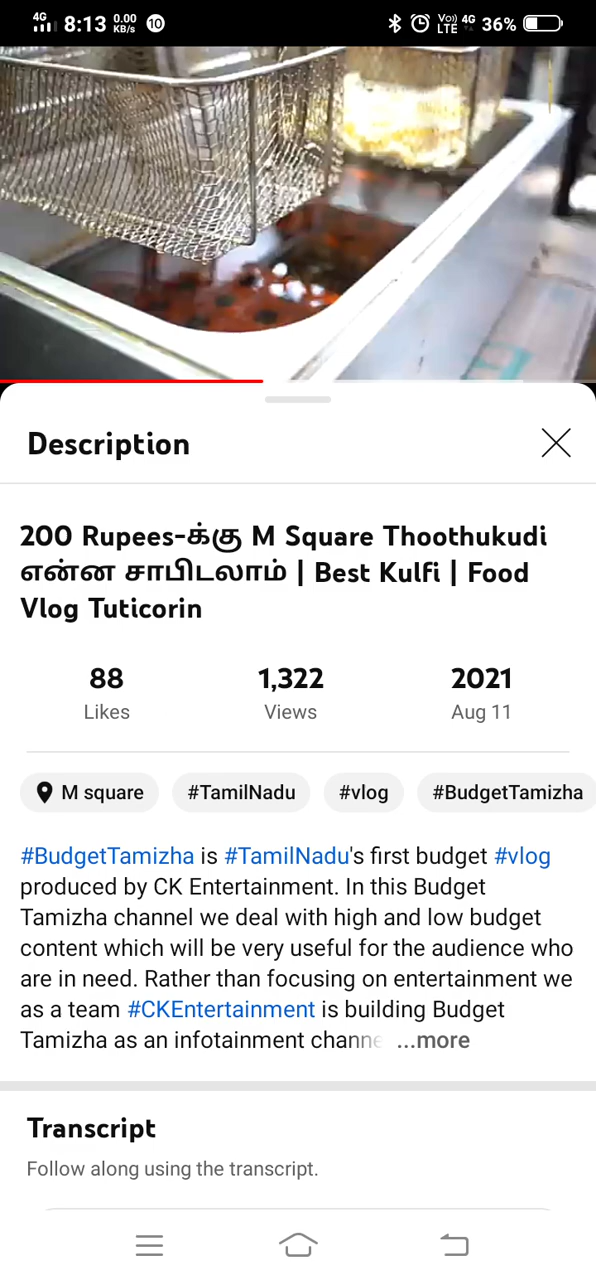 4G 8:13 0.00 KB/s 10 Vo)) LTE 4G 36%
Description
200 Rupees-க்கு M Square Thoothukudi
என்ன சாபிடலாம் | Best Kulfi | Food
Vlog Tuticorin
88 1,322 2021
Likes Views Aug 11
M square #TamilNadu #vlog #BudgetTamizha
#BudgetTamizha is #TamilNadu's first budget #vlog
produced by CK Entertainment. In this Budget
Tamizha channel we deal with high and low budget
content which will be very useful for the audience who
are in need. Rather than focusing on entertainment we
as a team #CKEntertainment is building Budget
Tamizha as an infotainment channe ...more
Transcript
Follow along using the transcript.